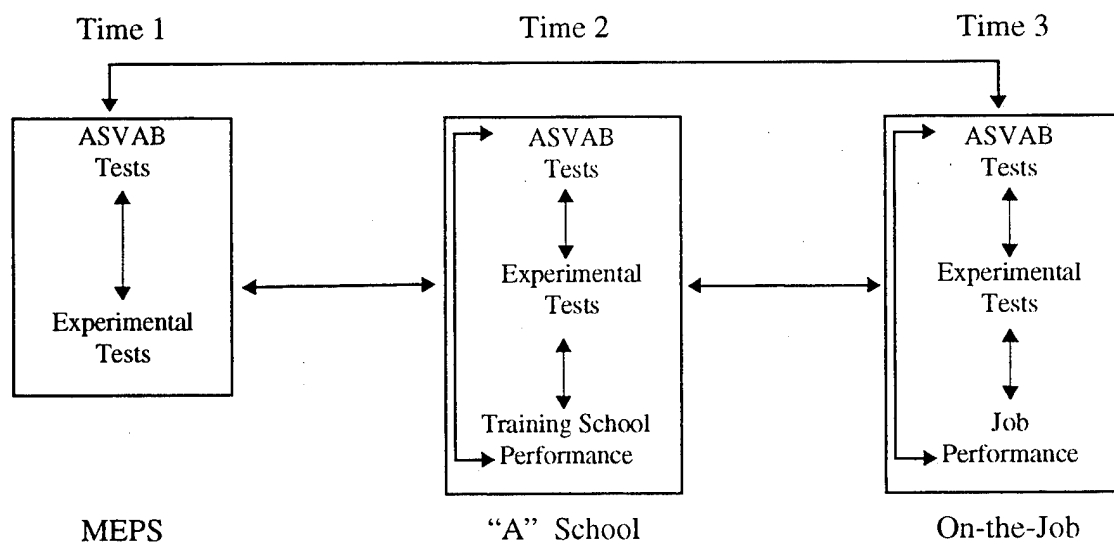 Time 1
Time 2
Time 3
ASVAB
Tests
Experimental
Tests
ASVAB
Tests
Experimental
Tests
Training School
Performance
ASVAB
Tests
Experimental
Tests
Job
Performance
MEPS
“A” School
On-the-Job